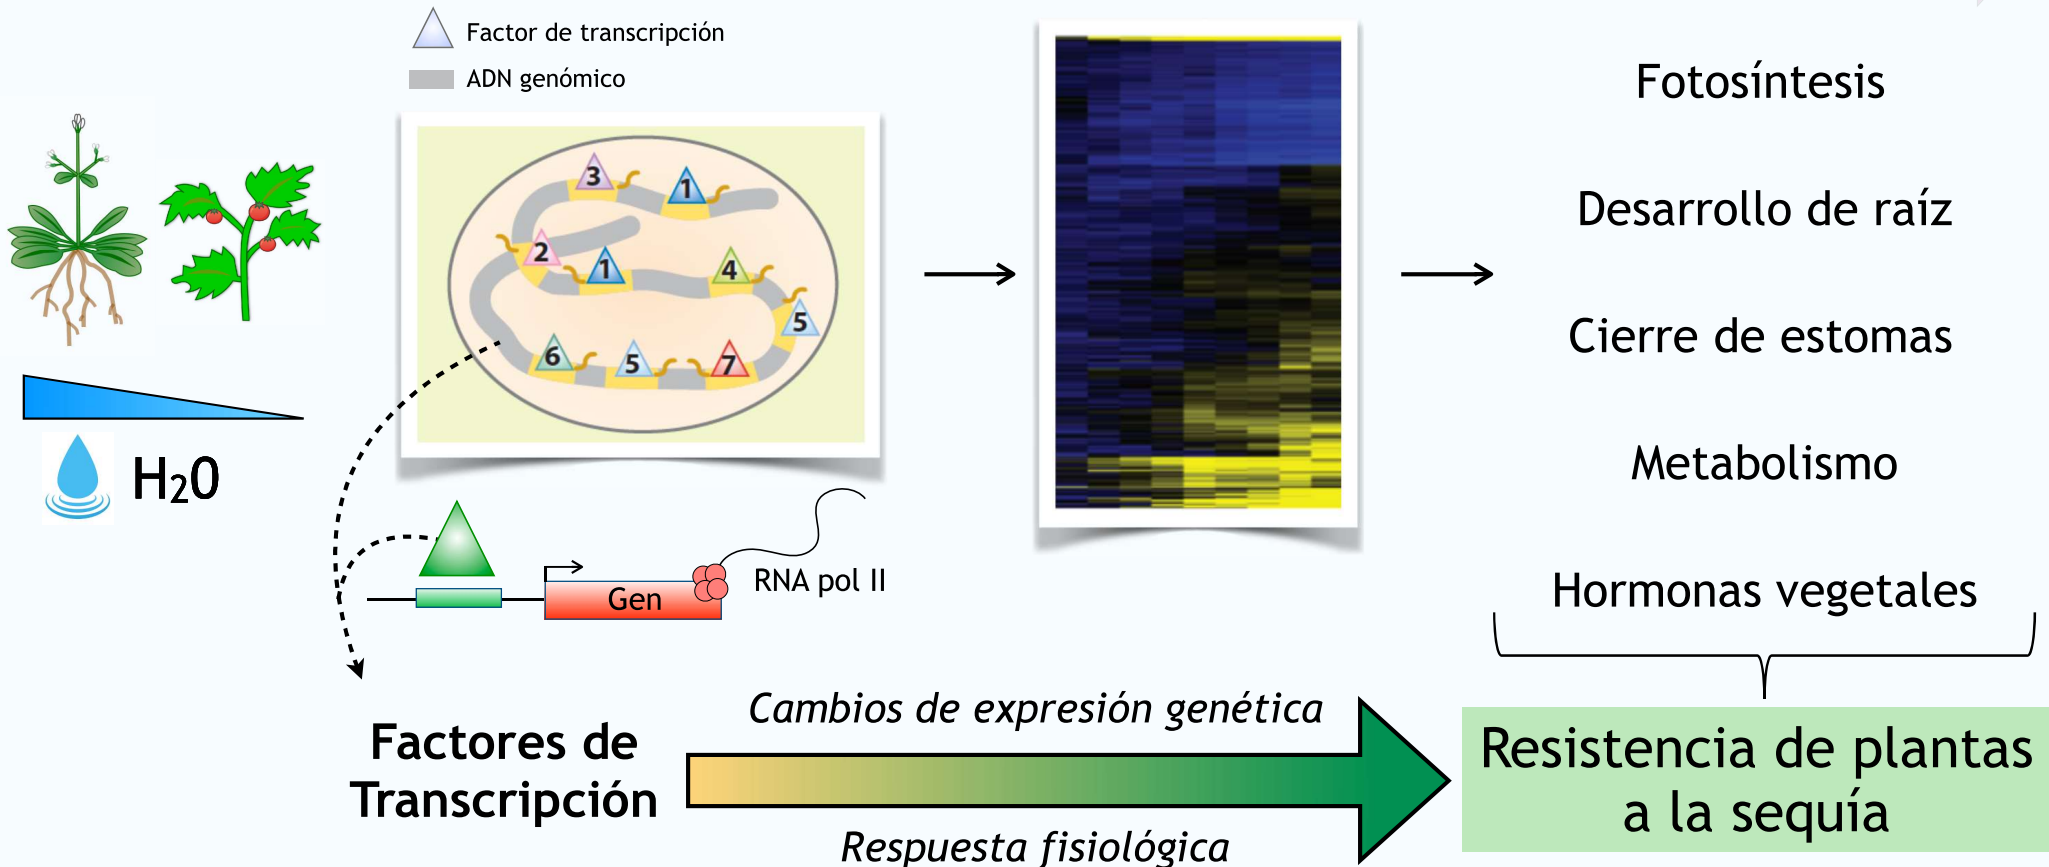 Factor de transcripción
ADN genómico
3
1
2
1
4
5
6
5
7
H₂0
Gen
RNA pol II
Fotosíntesis
Desarrollo de raíz
Cierre de estomas
Metabolismo
Hormonas vegetales
Factores de
Transcripción
Cambios de expresión genética
Respuesta fisiológica
Resistencia de plantas
a la sequía